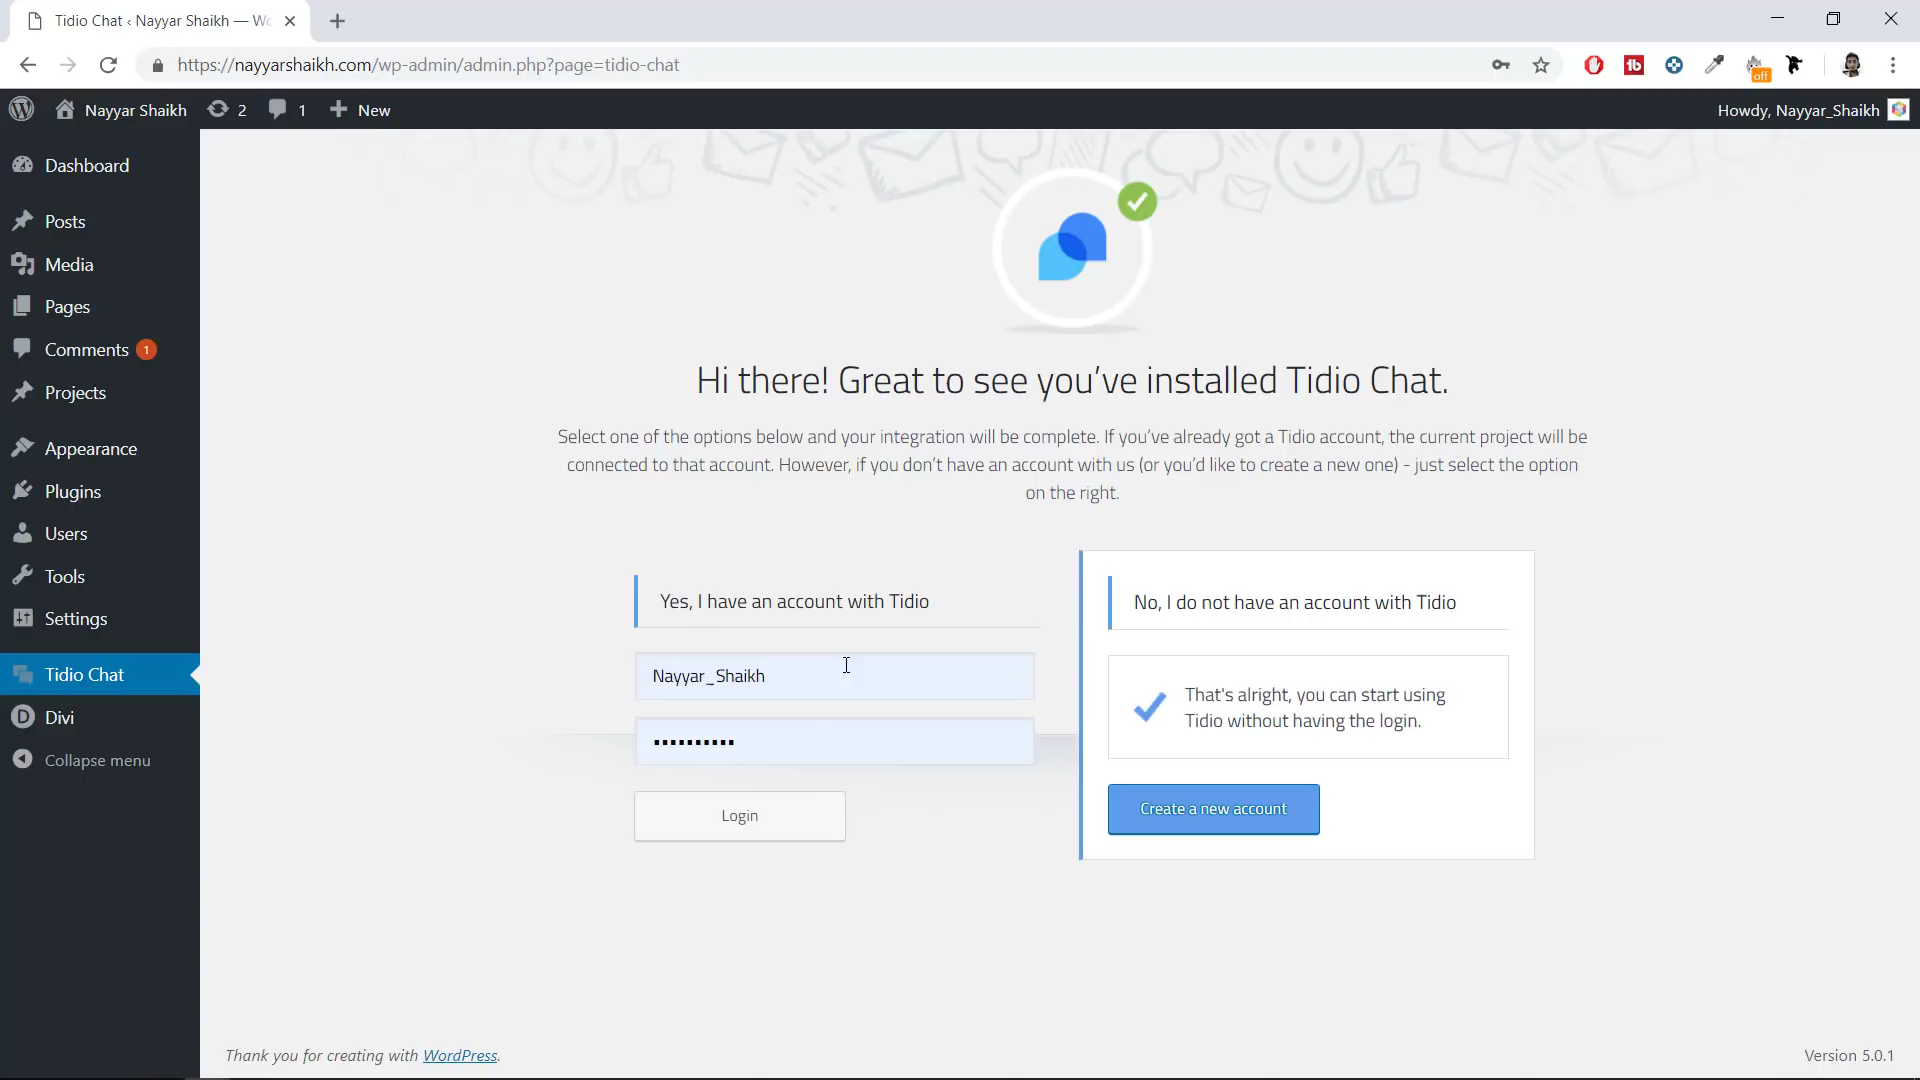 Tidio Chat ‹ Nayyar Shaikh — Wo
https://nayyarshaikh.com/wp-admin/admin.php?page=tidio-chat
off
Nayyar Shaikh
2
1
New
Howdy, Nayyar_Shaikh
Dashboard
Posts
Media
Pages
Comments 1
Projects
Appearance
Plugins
Users
Tools
Settings
Tidio Chat
Divi
Collapse menu
Hi there! Great to see you’ve installed Tidio Chat.
Select one of the options below and your integration will be complete. If you’ve already got a Tidio account, the current project will be
connected to that account. However, if you don’t have an account with us (or you’d like to create a new one) - just select the option
on the right.
Yes, I have an account with Tidio
Nayyar_Shaikh
••••••••••
Login
No, I do not have an account with Tidio
That's alright, you can start using
Tidio without having the login.
Create a new account
Thank you for creating with WordPress.
Version 5.0.1